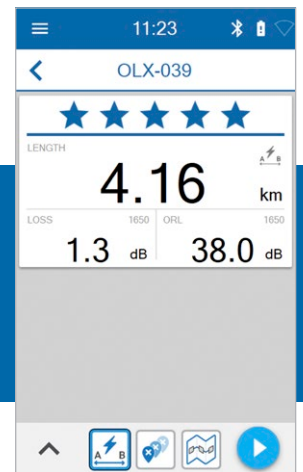 11:23
OLX-039
LENGTH
A B
4.16 km
LOSS 1650 ORL 1650
1.3 dB 38.0 dB
A B